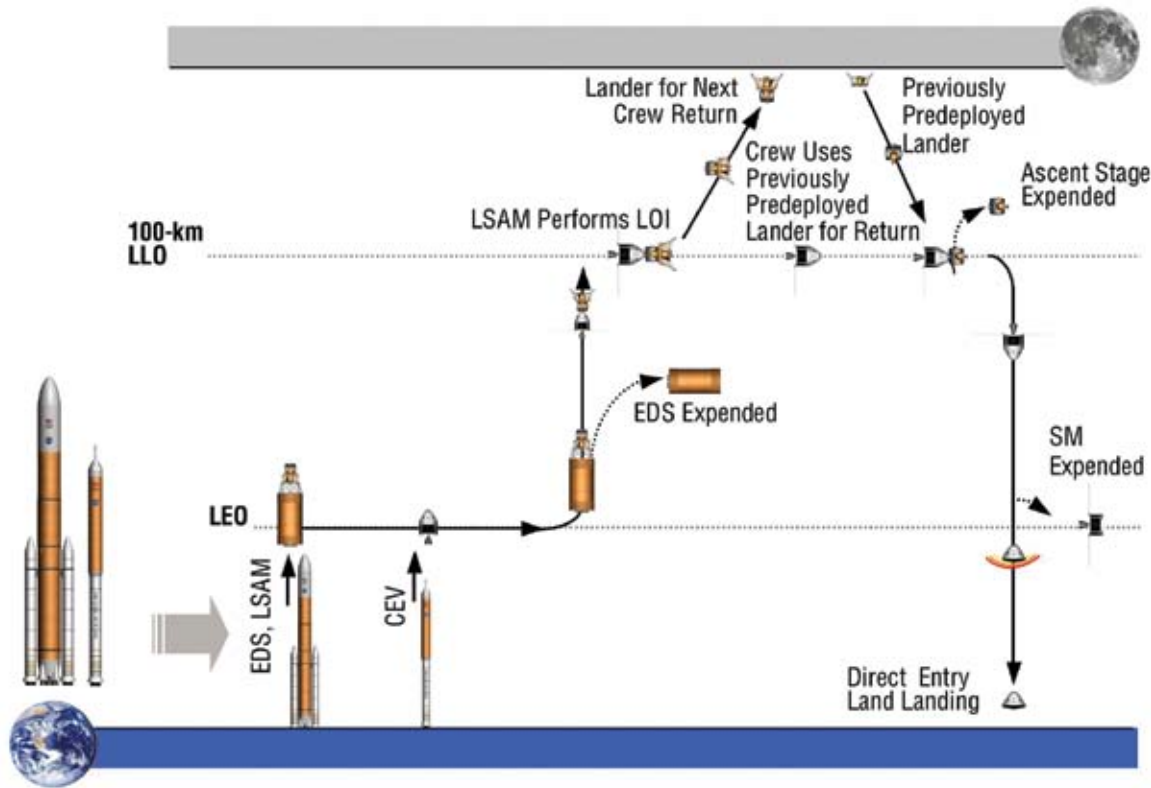 Lander for Next
Crew Return
Previously
Predeployed
Lander
Crew Uses
Previously
Predeployed
Lander for Return
Ascent Stage
Expended
LSAM Performs LOI
100-km
LLO
EDS Expended
SM
Expended
LEO
EDS, LSAM
CEV
Direct Entry
Land Landing